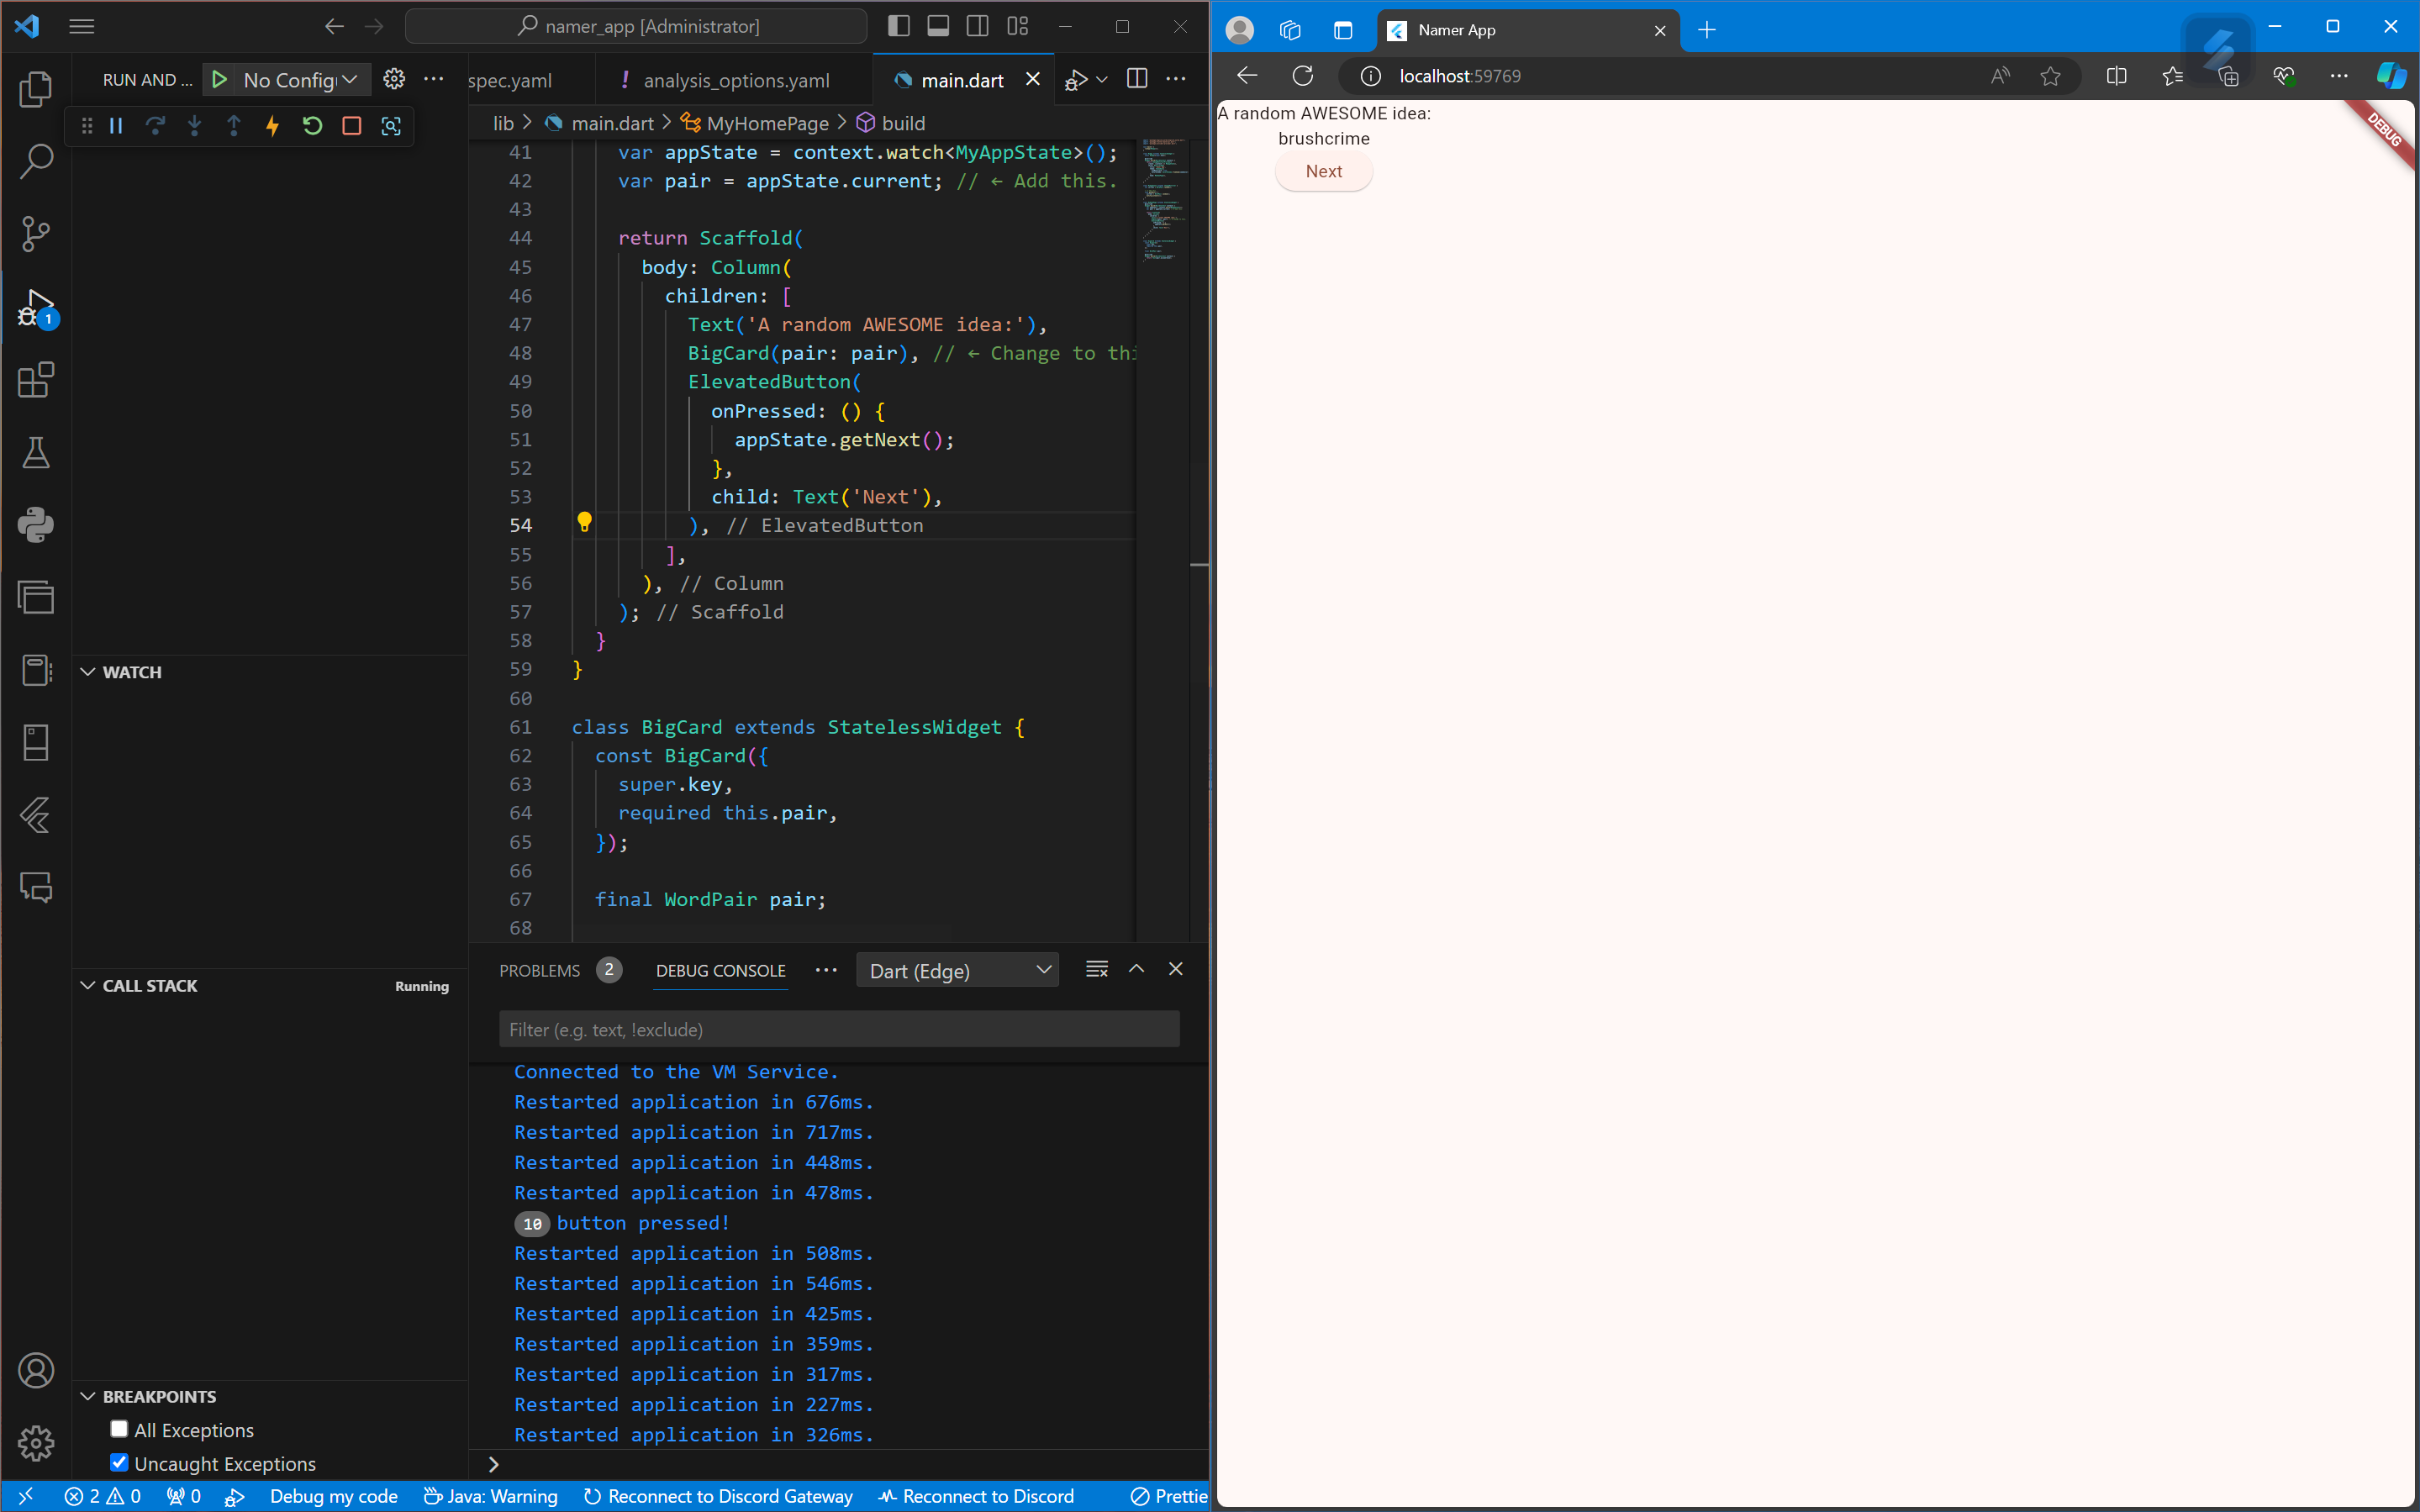 namer_app [Administrator]
RUN AND ...
No Config
spec.yaml
! analysis_options.yaml
main.dart
lib > main.dart > MyHomePage > build
41 var appState = context.watch<MyAppState>();
42 var pair = appState.current; // ← Add this.
43
44 return Scaffold(
45 body: Column(
46 children: [
47 Text('A random AWESOME idea:'),
48 BigCard(pair: pair), // ← Change to thi
49 ElevatedButton(
50 onPressed: () {
51 appState.getNext();
52 },
53 child: Text('Next'),
54 ), // ElevatedButton
55 ],
56 ), // Column
57 ); // Scaffold
58 }
59 }
60
61 class BigCard extends StatelessWidget {
62 const BigCard({
63 super.key,
64 required this.pair,
65 });
66
67 final WordPair pair;
68
1
WATCH
CALL STACK
Running
BREAKPOINTS
All Exceptions
Uncaught Exceptions
PROBLEMS 2
DEBUG CONSOLE
Dart (Edge)
Filter (e.g. text, !exclude)
Connected to the VM Service.
Restarted application in 676ms.
Restarted application in 717ms.
Restarted application in 448ms.
Restarted application in 478ms.
10 button pressed!
Restarted application in 508ms.
Restarted application in 546ms.
Restarted application in 425ms.
Restarted application in 359ms.
Restarted application in 317ms.
Restarted application in 227ms.
Restarted application in 326ms.
>
2 0 0 Debug my code Java: Warning Reconnect to Discord Gateway Reconnect to Discord Prettie
Namer App
localhost:59769
A random AWESOME idea:
brushcrime
Next
DEBUG